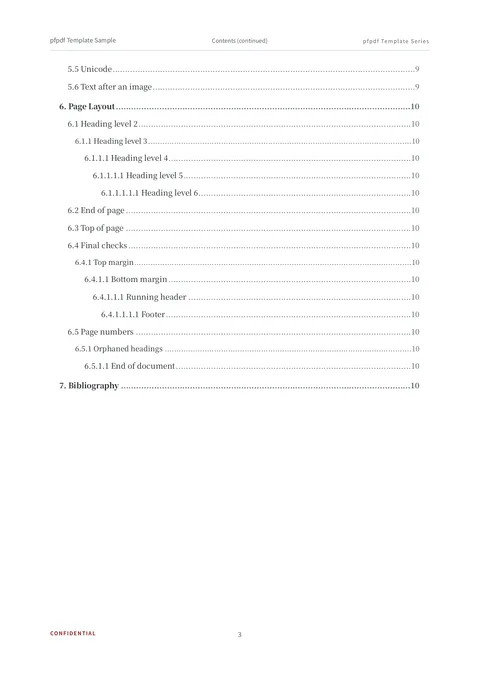 pfpdf Template Sample Contents (continued) pfpdf Template Series
5.5 Unicode........................................................................................................................9
5.6 Text after an image........................................................................................................9
6. Page Layout......................................................................................................................10
6.1 Heading level 2..............................................................................................................10
6.1.1 Heading level 3............................................................................................................10
6.1.1.1 Heading level 4..........................................................................................................10
6.1.1.1.1 Heading level 5.......................................................................................................10
6.1.1.1.1.1 Heading level 6....................................................................................................10
6.2 End of page ...................................................................................................................10
6.3 Top of page ...................................................................................................................10
6.4 Final checks...................................................................................................................10
6.4.1 Top margin..................................................................................................................10
6.4.1.1 Bottom margin..........................................................................................................10
6.4.1.1.1 Running header ......................................................................................................10
6.4.1.1.1.1 Footer..................................................................................................................10
6.5 Page numbers ................................................................................................................10
6.5.1 Orphaned headings .....................................................................................................10
6.5.1.1 End of document.......................................................................................................10
7. Bibliography ....................................................................................................................10
CONFIDENTIAL 3